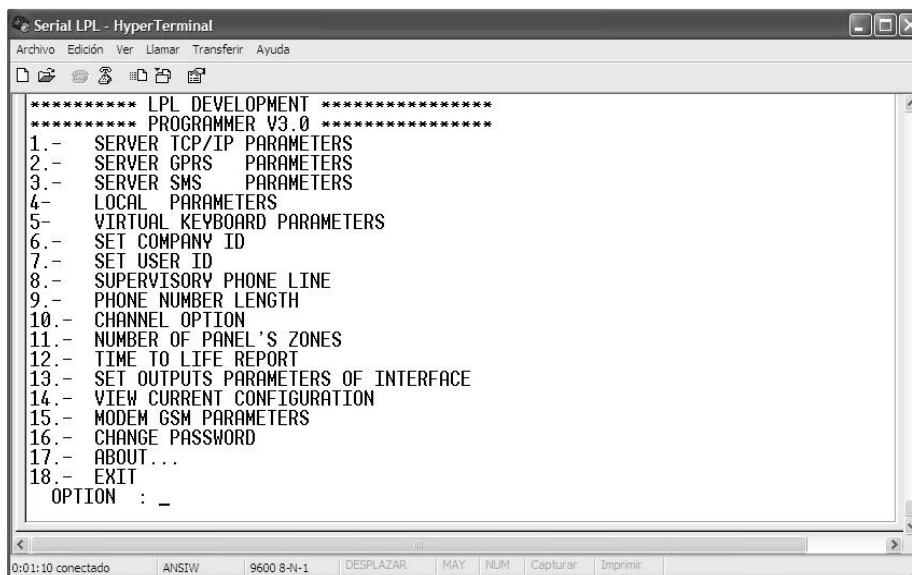 Serial LPL - HyperTerminal
Archivo Edición Ver Llamar Transferir Ayuda
********** LPL DEVELOPMENT ****************
********** PROGRAMMER V3.0 ****************
1.- SERVER TCP/IP PARAMETERS
2.- SERVER GPRS PARAMETERS
3.- SERVER SMS PARAMETERS
4- LOCAL PARAMETERS
5- VIRTUAL KEYBOARD PARAMETERS
6.- SET COMPANY ID
7.- SET USER ID
8.- SUPERVISORY PHONE LINE
9.- PHONE NUMBER LENGTH
10.- CHANNEL OPTION
11.- NUMBER OF PANEL'S ZONES
12.- TIME TO LIFE REPORT
13.- SET OUTPUTS PARAMETERS OF INTERFACE
14.- VIEW CURRENT CONFIGURATION
15.- MODEM GSM PARAMETERS
16.- CHANGE PASSWORD
17.- ABOUT...
18.- EXIT
OPTION : _
0:01:10 conectado ANSIW 9600 8-N-1 DESPLAZAR MAY NUM Capturar Imprimir